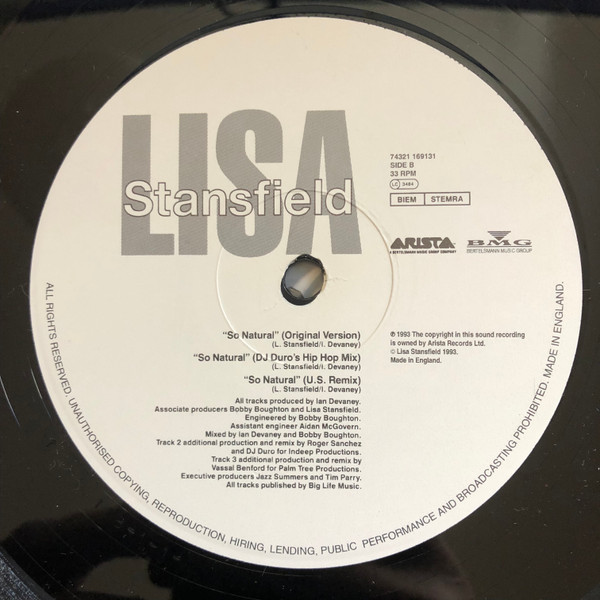 LISA
Stansfield
74321 169131
SIDE B
33 RPM
LC 3484
BIEM STEMRA
ARISTA
A BERTELSMANN MUSIC GROUP COMPANY
BMG
BERTELSMANN MUSIC GROUP
"So Natural" (Original Version)
(L. Stansfield/I. Devaney)
"So Natural" (DJ Duro's Hip Hop Mix)
(L. Stansfield/I. Devaney)
"So Natural" (U.S. Remix)
(L. Stansfield/I. Devaney)
All tracks produced by Ian Devaney.
Associate producers Bobby Boughton and Lisa Stansfield.
Engineered by Bobby Boughton.
Assistant engineer Aidan McGovern.
Mixed by Ian Devaney and Bobby Boughton.
Track 2 additional production and remix by Roger Sanchez
and DJ Duro for Indeep Productions.
Track 3 additional production and remix by
Vassal Benford for Palm Tree Productions.
Executive producers Jazz Summers and Tim Parry.
All tracks published by Big Life Music.
℗ 1993 The copyright in this sound recording
is owned by Arista Records Ltd.
© Lisa Stansfield 1993.
Made in England.
ALL RIGHTS RESERVED. UNAUTHORISED COPYING, REPRODUCTION, HIRING, LENDING, PUBLIC PERFORMANCE AND BROADCASTING PROHIBITED. MADE IN ENGLAND.